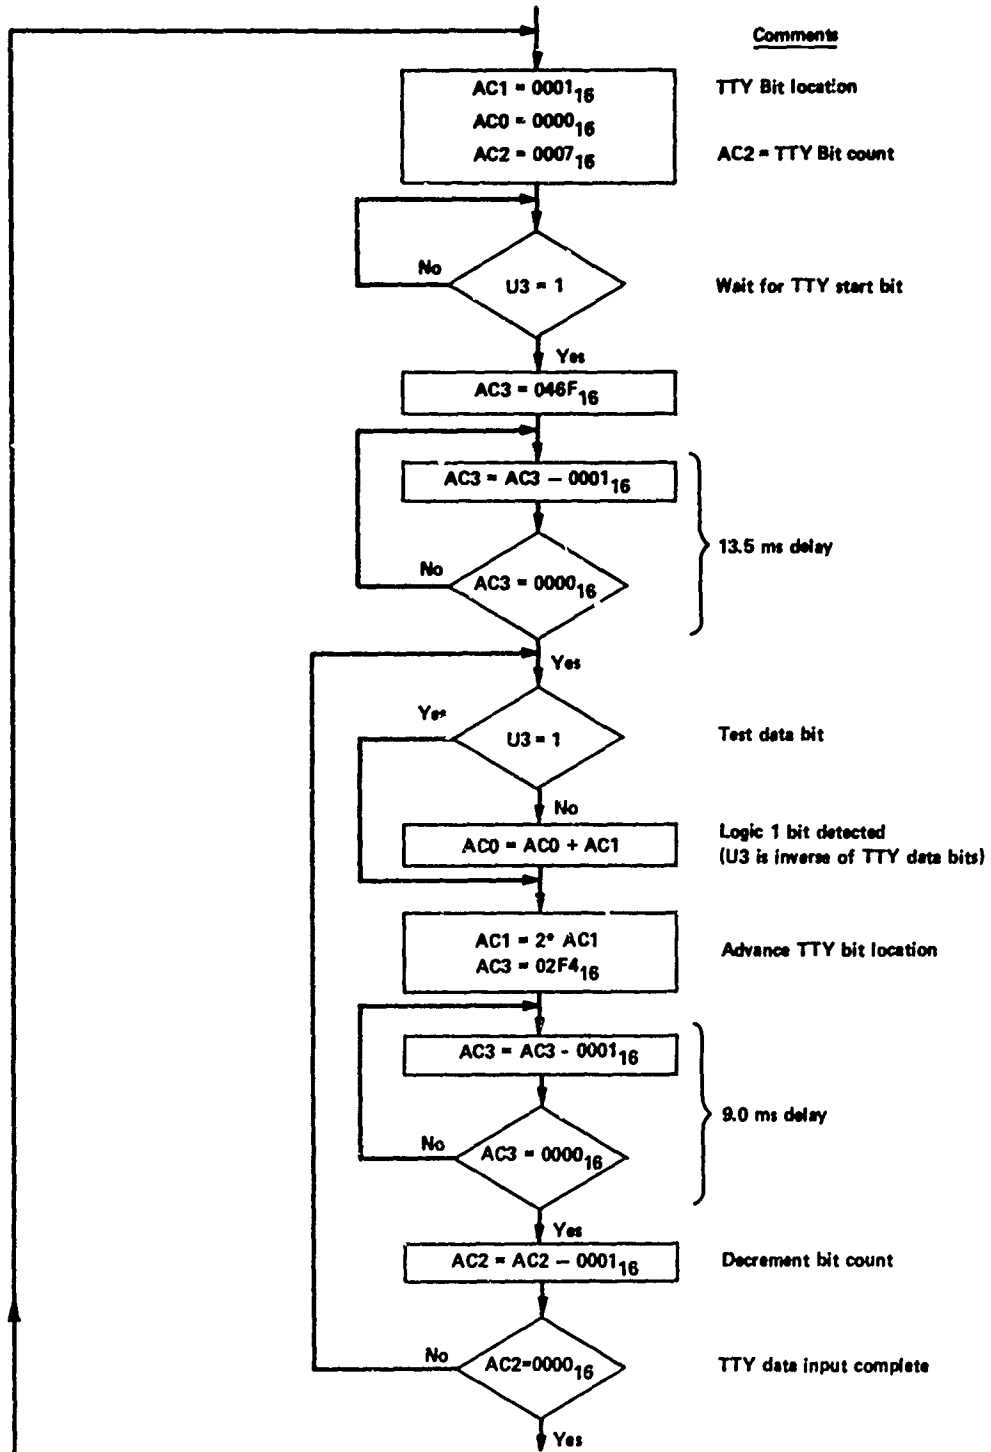 Comments
AC1 = 0001₁₆
TTY Bit location
AC0 = 0000₁₆
AC2 = 0007₁₆
AC2 = TTY Bit count
No
U3 = 1
Wait for TTY start bit
Yes
AC3 = 046F₁₆
AC3 = AC3 – 0001₁₆
13.5 ms delay
No
AC3 = 0000₁₆
Yes
Yes
U3 = 1
Test data bit
No
AC0 = AC0 + AC1
Logic 1 bit detected
(U3 is inverse of TTY data bits)
AC1 = 2* AC1
AC3 = 02F4₁₆
Advance TTY bit location
AC3 = AC3 - 0001₁₆
9.0 ms delay
No
AC3 = 0000₁₆
Yes
AC2 = AC2 – 0001₁₆
Decrement bit count
No
AC2=0000₁₆
TTY data input complete
Yes